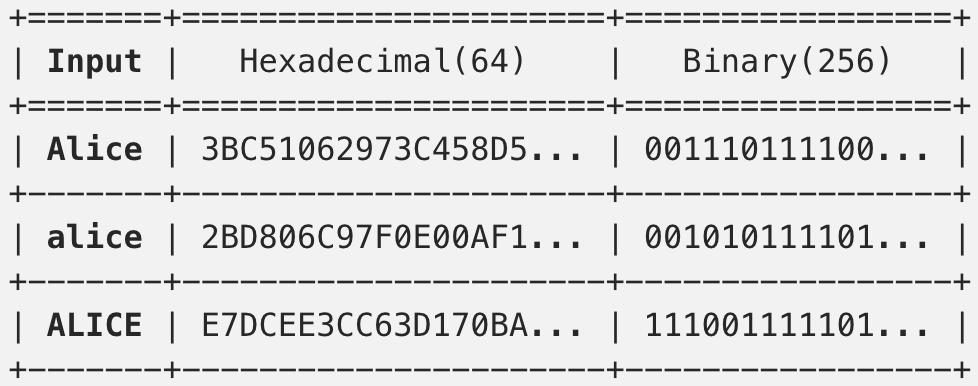 +=======+======================+=================+
| Input | Hexadecimal(64) | Binary(256) |
+=======+======================+=================+
| Alice | 3BC51062973C458D5... | 001110111100... |
+-------+----------------------+-----------------+
| alice | 2BD806C97F0E00AF1... | 001010111101... |
+-------+----------------------+-----------------+
| ALICE | E7DCEE3CC63D170BA... | 111001111101... |
+-------+----------------------+-----------------+